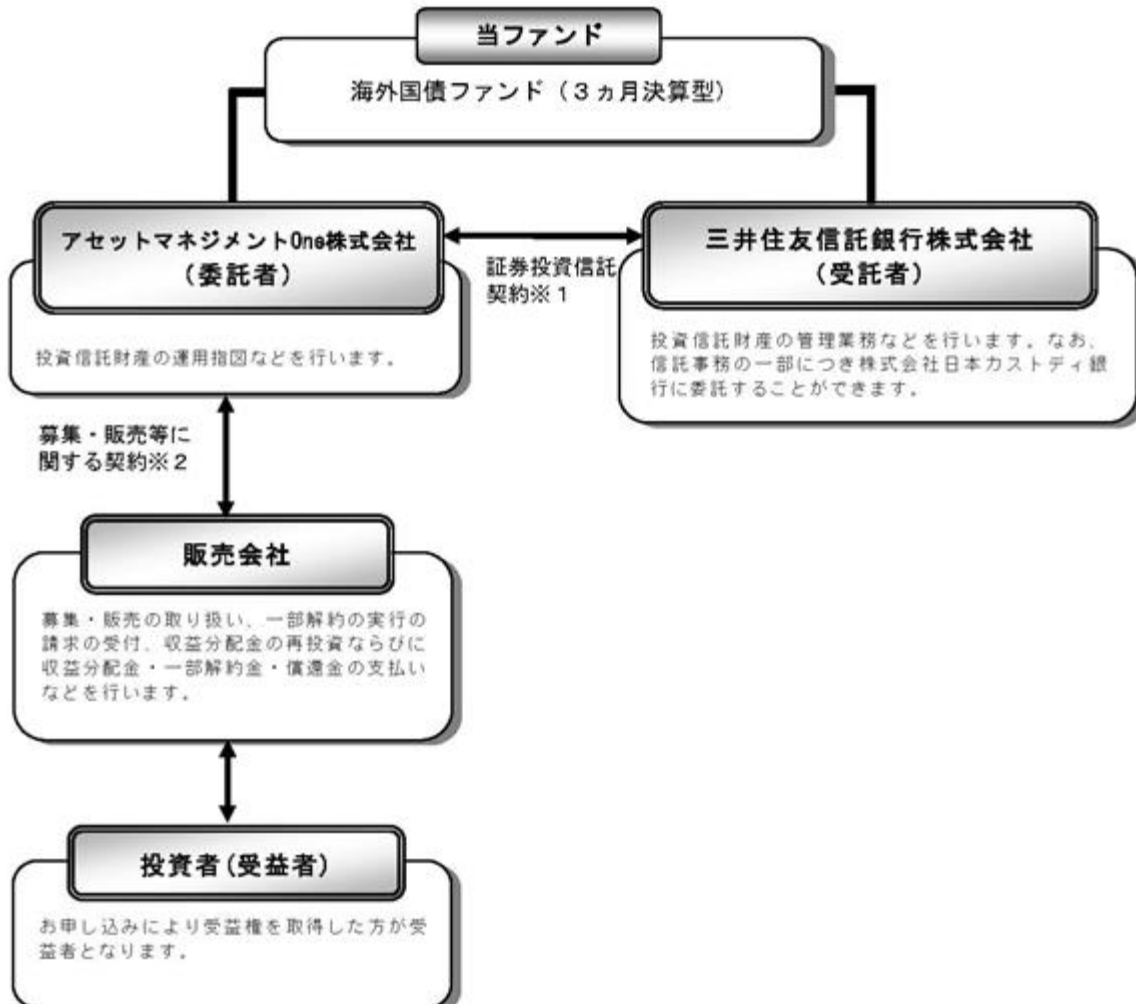 当ファンド
海外国債ファンド（３ヵ月決算型）
アセットマネジメントOne株式会社
（委託者）
投資信託財産の運用指図などを行います。
証券投資信託
契約※１
三井住友信託銀行株式会社
（受託者）
投資信託財産の管理業務などを行います。なお、
信託事務の一部につき株式会社日本カストディ銀
行に委託することができます。
募集・販売等に
関する契約※２
販売会社
募集・販売の取り扱い、一部解約の実行の
請求の受付、収益分配金の再投資ならびに
収益分配金・一部解約金・償還金の支払い
などを行います。
投資者(受益者)
お申し込みにより受益権を取得した方が受
益者となります。